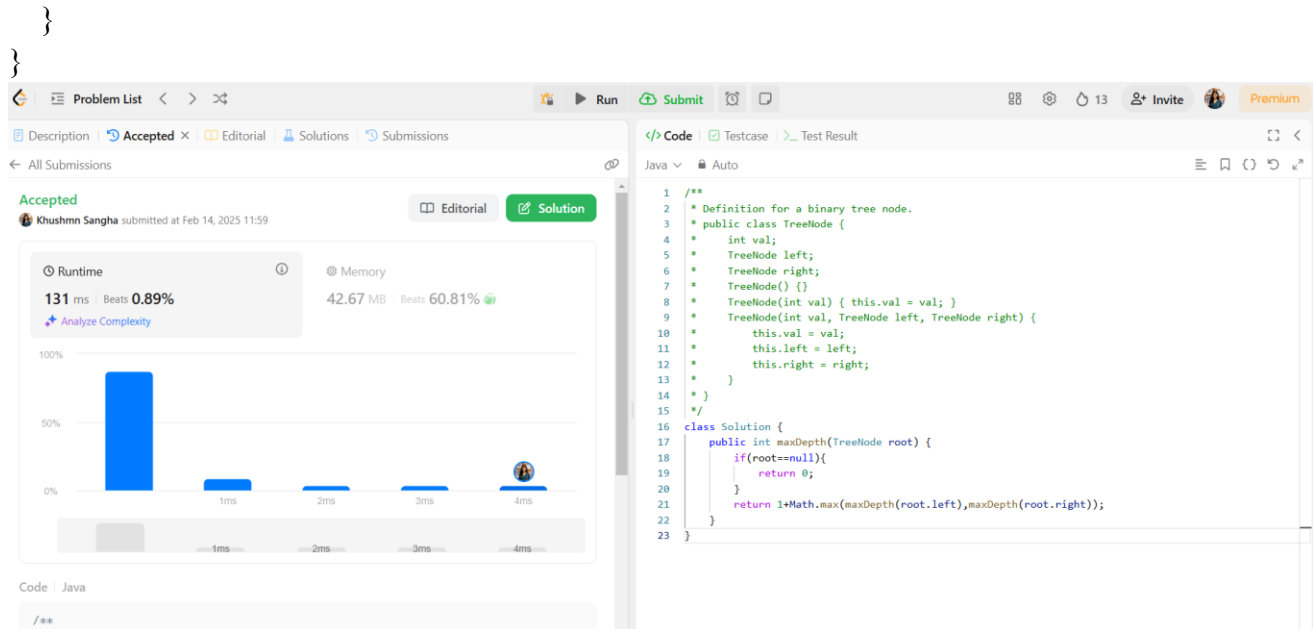 }
}
Problem List
Run
Submit
13
Invite
Premium
Description
Accepted
Editorial
Solutions
Submissions
</> Code
Testcase
>_ Test Result
All Submissions
Java
Auto
Accepted
Khushmn Sangha submitted at Feb 14, 2025 11:59
Editorial
Solution
Runtime
131 ms Beats 0.89%
Analyze Complexity
Memory
42.67 MB Beats 60.81%
100%
50%
0%
1ms 2ms 3ms 4ms
1ms 2ms 3ms 4ms
Code Java
/**
1 /**
2 * Definition for a binary tree node.
3 * public class TreeNode {
4 * int val;
5 * TreeNode left;
6 * TreeNode right;
7 * TreeNode() {}
8 * TreeNode(int val) { this.val = val; }
9 * TreeNode(int val, TreeNode left, TreeNode right) {
10 * this.val = val;
11 * this.left = left;
12 * this.right = right;
13 * }
14 * }
15 */
16 class Solution {
17 public int maxDepth(TreeNode root) {
18 if(root==null){
19 return 0;
20 }
21 return 1+Math.max(maxDepth(root.left),maxDepth(root.right));
22 }
23 }